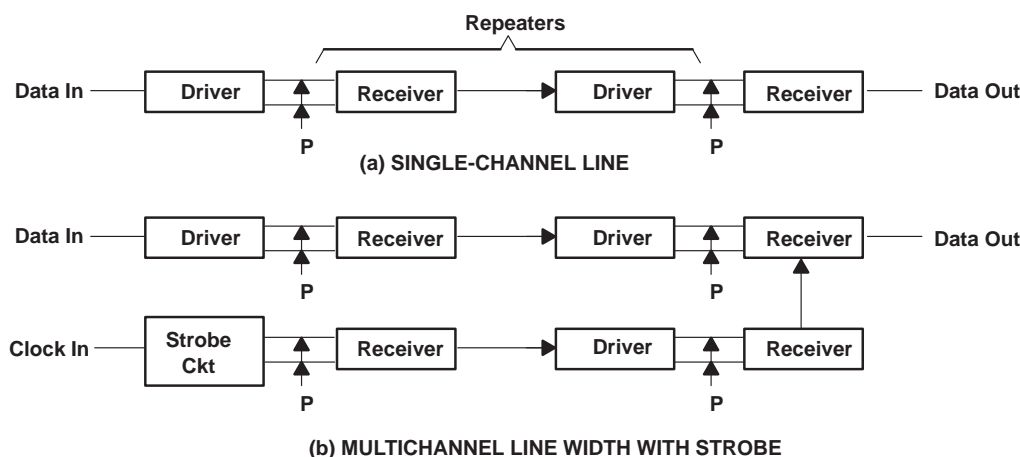 Repeaters
Data In Driver Receiver Driver Receiver Data Out
P P
(a) SINGLE-CHANNEL LINE
Data In Driver Receiver Driver Receiver Data Out
P P
Clock In Strobe Ckt Receiver Driver Receiver
P P
(b) MULTICHANNEL LINE WIDTH WITH STROBE